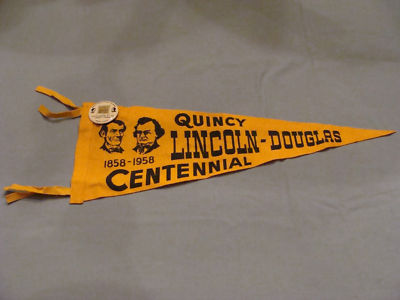 QUINCY
LINCOLN-DOUGLAS
1858-1958
CENTENNIAL